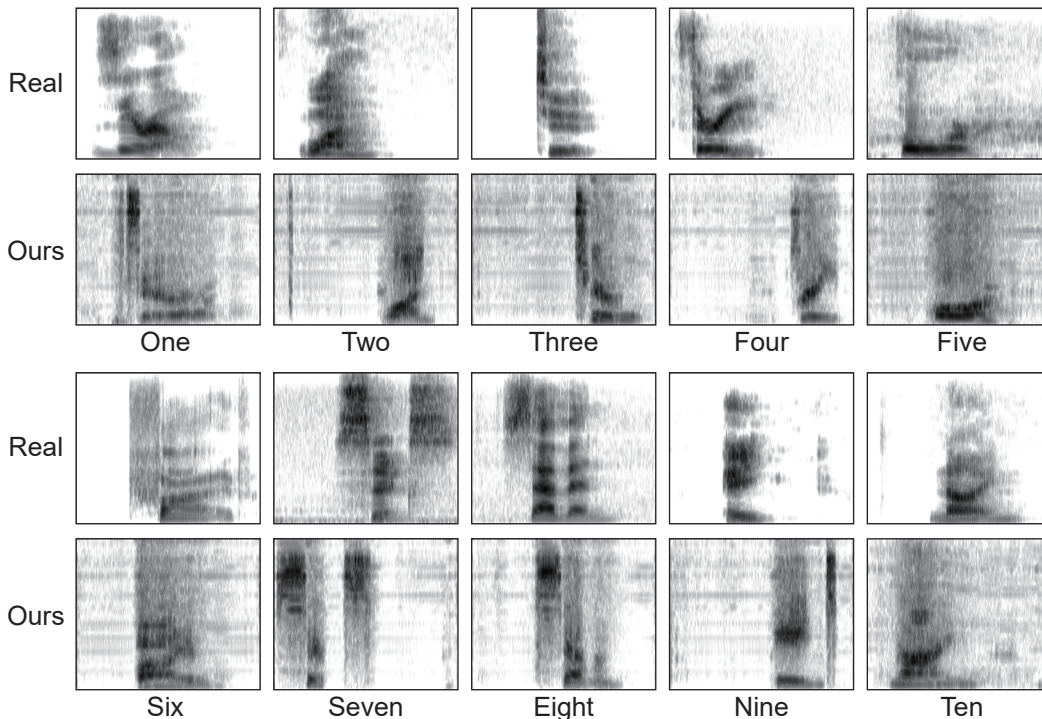 Real
Ours
One Two Three Four Five
Real
Ours
Six Seven Eight Nine Ten